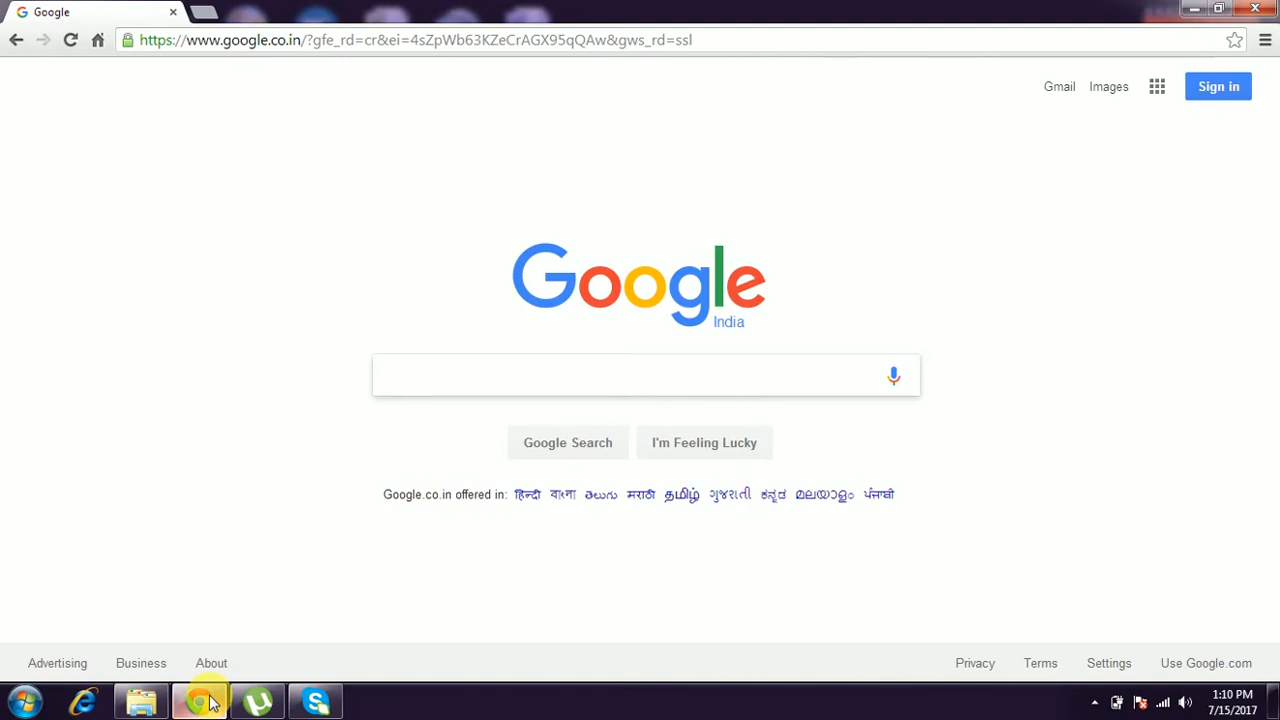 Google
https://www.google.co.in/?gfe_rd=cr&ei=4sZpWb63KZeCrAGX95qQAw&gws_rd=ssl
Gmail Images Sign in
Google
India
Google Search I'm Feeling Lucky
Google.co.in offered in: हिन्दी বাংলা తెలుగు मराठी தமிழ் ગુજરાતી ಕನ್ನಡ മലയാളം ਪੰਜਾਬੀ
Advertising Business About Privacy Terms Settings Use Google.com
1:10 PM
7/15/2017